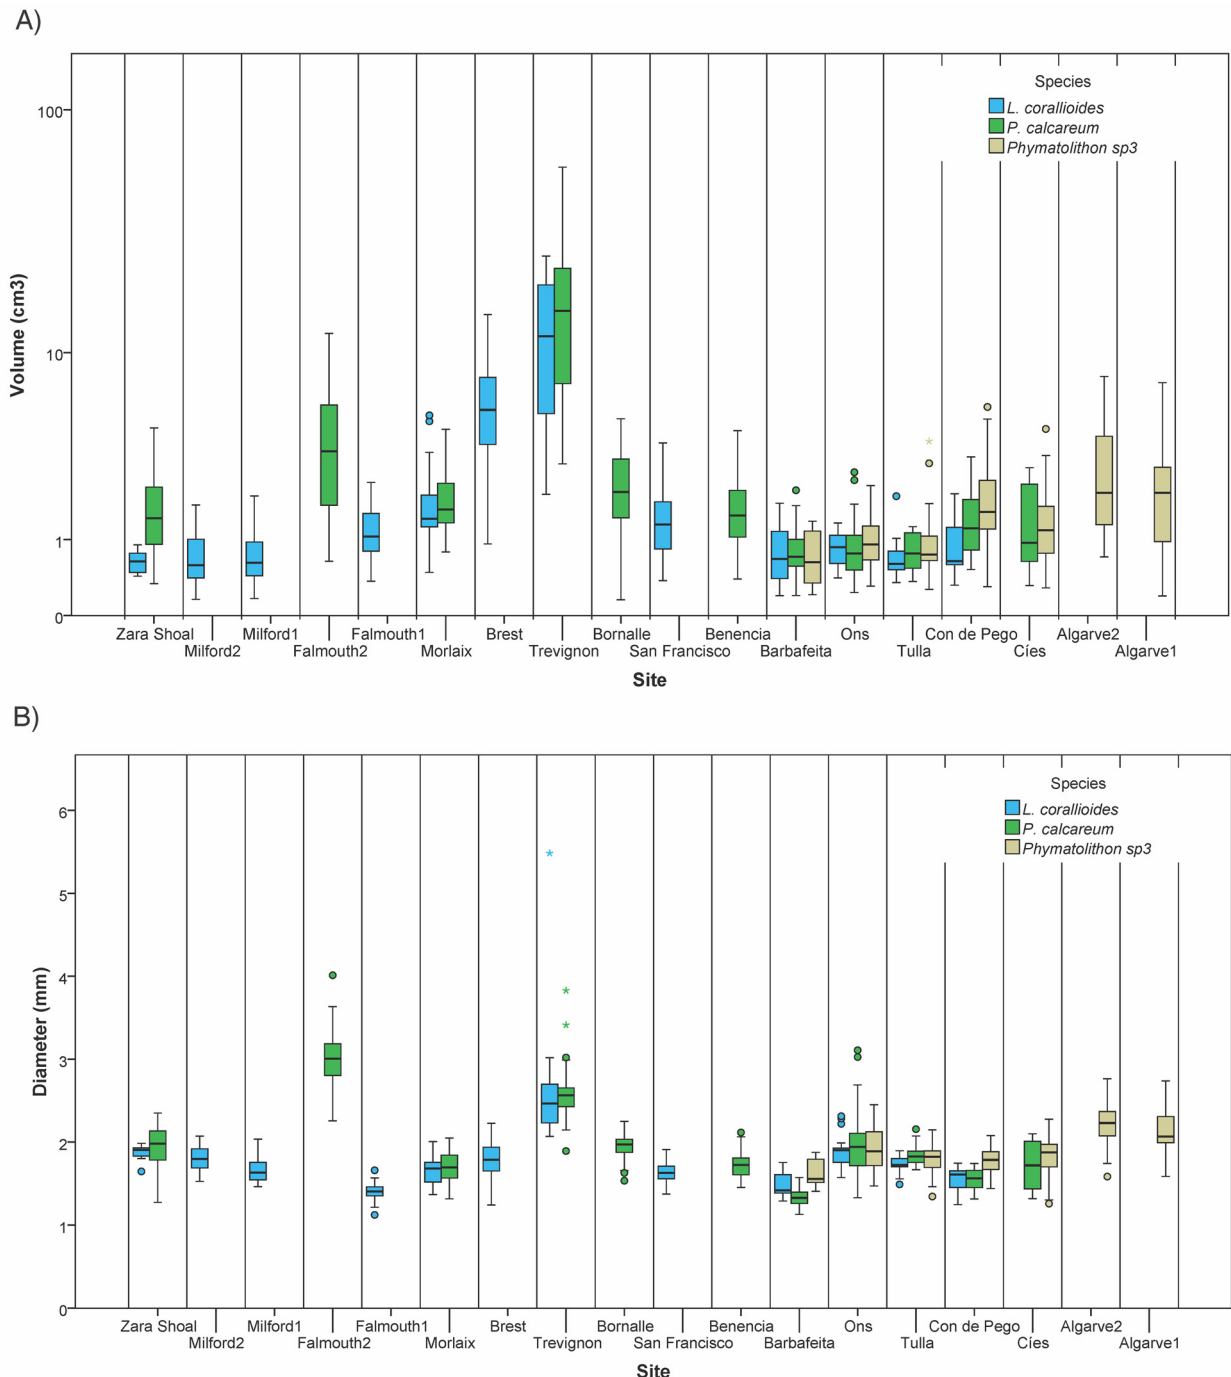 A)
Species
L. corallioides
P. calcareum
Phymatolithon sp3
100
10
1
0
Volume (cm3)
Zara Shoal Milford1 Falmouth1 Brest Bornalle Benencia Ons Con de Pego Algarve2
Milford2 Falmouth2 Morlaix Trevignon San Francisco Barbafeita Tulla Cíes Algarve1
Site
B)
Species
L. corallioides
P. calcareum
Phymatolithon sp3
6
5
4
3
2
1
0
Diameter (mm)
Zara Shoal Milford1 Falmouth1 Brest Bornalle Benencia Ons Con de Pego Algarve2
Milford2 Falmouth2 Morlaix Trevignon San Francisco Barbafeita Tulla Cíes Algarve1
Site